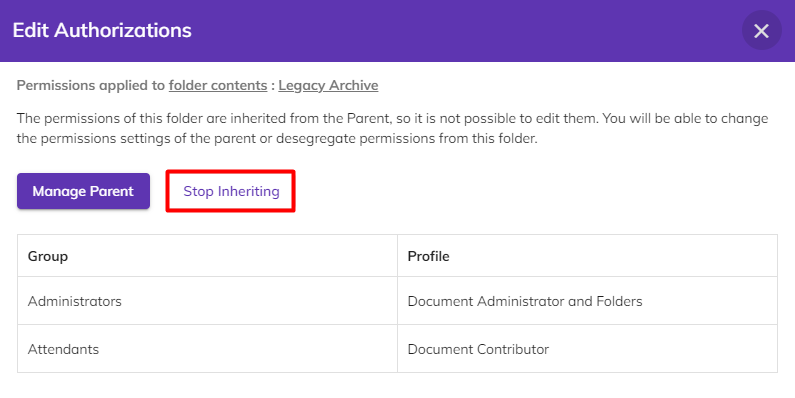 Edit Authorizations
Permissions applied to folder contents : Legacy Archive
The permissions of this folder are inherited from the Parent, so it is not possible to edit them. You will be able to change
the permissions settings of the parent or desegregate permissions from this folder.
Manage Parent Stop Inheriting
Group Profile
Administrators Document Administrator and Folders
Attendants Document Contributor